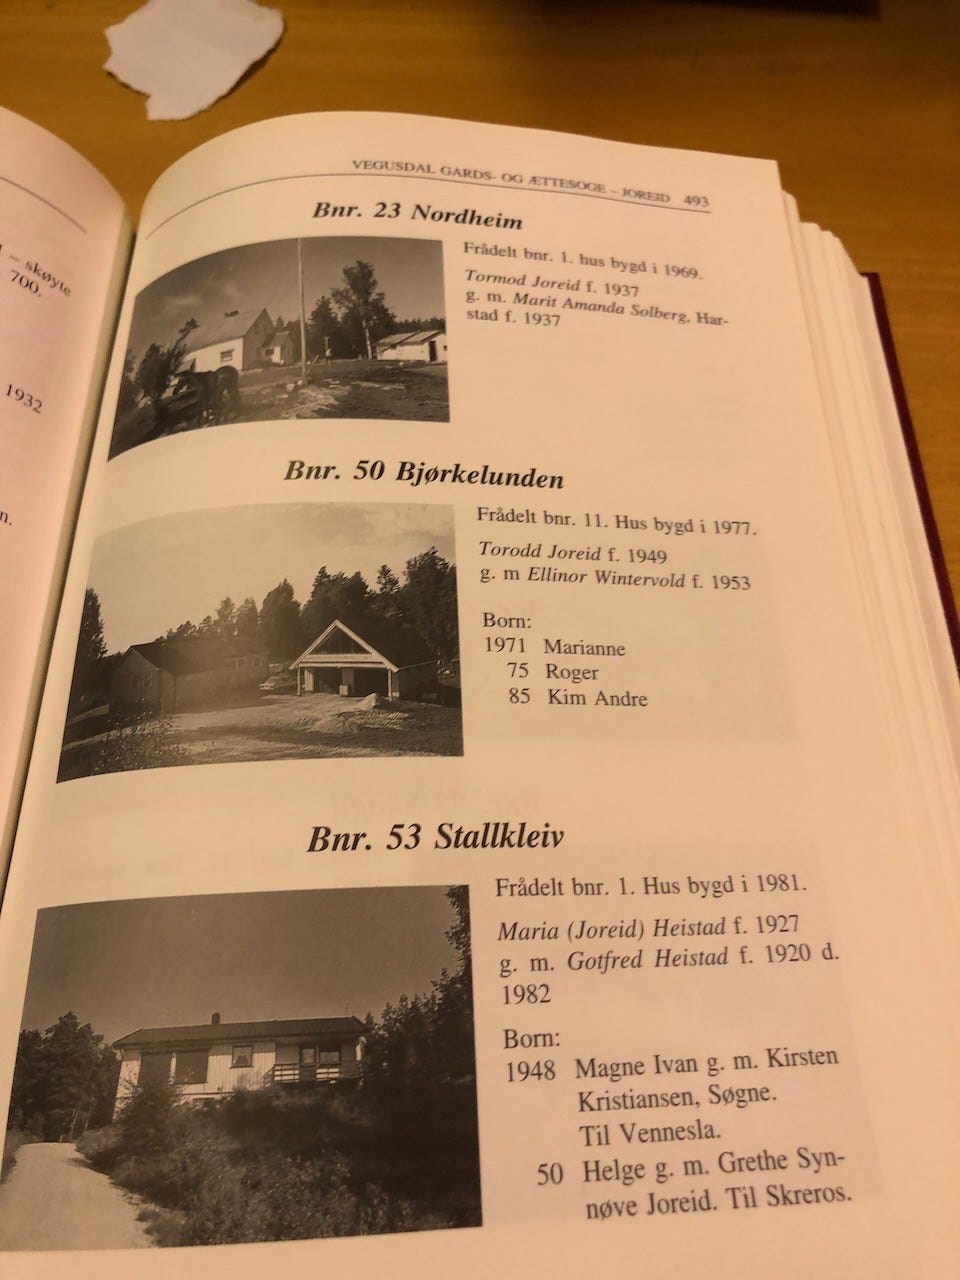 – skøyte
700.
1932
n.
VEGUSDAL GARDS- OG ÆTTESOGE – JOREID 493
Bnr. 23 Nordheim
Frådelt bnr. 1. hus bygd i 1969.
Tormod Joreid f. 1937
g. m. Marit Amanda Solberg, Har-
stad f. 1937
Bnr. 50 Bjørkelunden
Frådelt bnr. 11. Hus bygd i 1977.
Torodd Joreid f. 1949
g. m Ellinor Wintervold f. 1953
Born:
1971 Marianne
75 Roger
85 Kim Andre
Bnr. 53 Stallkleiv
Frådelt bnr. 1. Hus bygd i 1981.
Maria (Joreid) Heistad f. 1927
g. m. Gotfred Heistad f. 1920 d.
1982
Born:
1948 Magne Ivan g. m. Kirsten
Kristiansen, Søgne.
Til Vennesla.
50 Helge g. m. Grethe Syn-
nøve Joreid. Til Skreros.